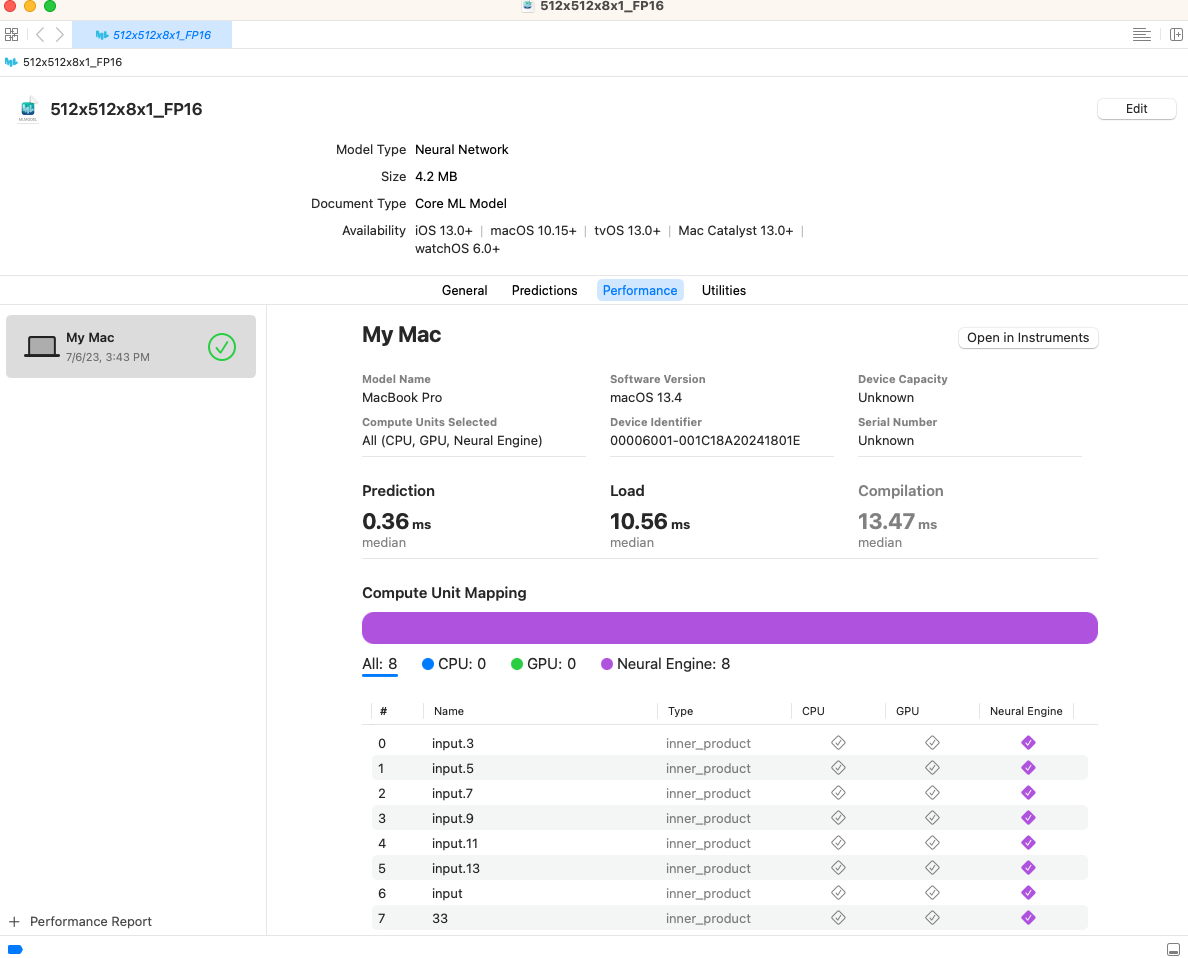 512x512x8x1_FP16
512x512x8x1_FP16
512x512x8x1_FP16
512x512x8x1_FP16
Edit
Model Type Neural Network
Size 4.2 MB
Document Type Core ML Model
Availability iOS 13.0+ | macOS 10.15+ | tvOS 13.0+ | Mac Catalyst 13.0+ |
watchOS 6.0+
General Predictions Performance Utilities
My Mac
7/6/23, 3:43 PM
My Mac
Open in Instruments
Model Name Software Version Device Capacity
MacBook Pro macOS 13.4 Unknown
Compute Units Selected Device Identifier Serial Number
All (CPU, GPU, Neural Engine) 00006001-001C18A20241801E Unknown
Prediction Load Compilation
0.36 ms 10.56 ms 13.47 ms
median median median
Compute Unit Mapping
All: 8 CPU: 0 GPU: 0 Neural Engine: 8
# Name Type CPU GPU Neural Engine
0 input.3 inner_product
1 input.5 inner_product
2 input.7 inner_product
3 input.9 inner_product
4 input.11 inner_product
5 input.13 inner_product
6 input inner_product
7 33 inner_product
+ Performance Report